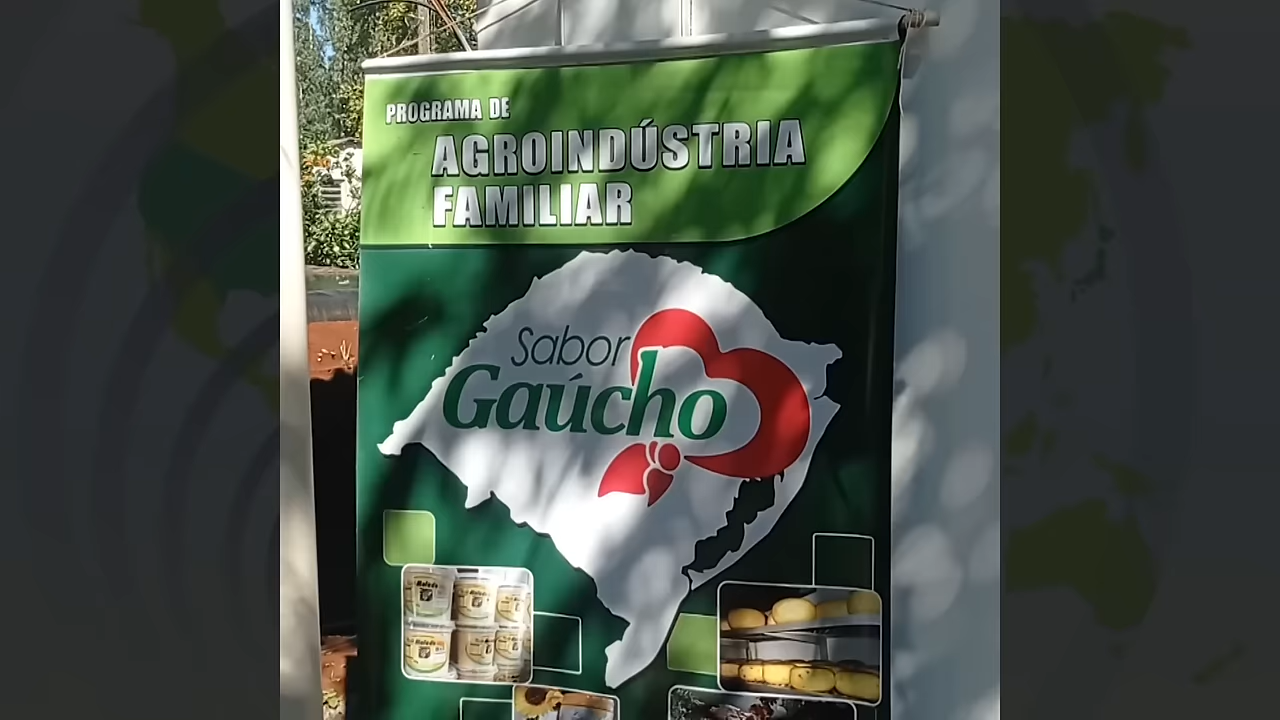 PROGRAMA DE
AGROINDÚSTRIA
FAMILIAR
Sabor
Gaúcho